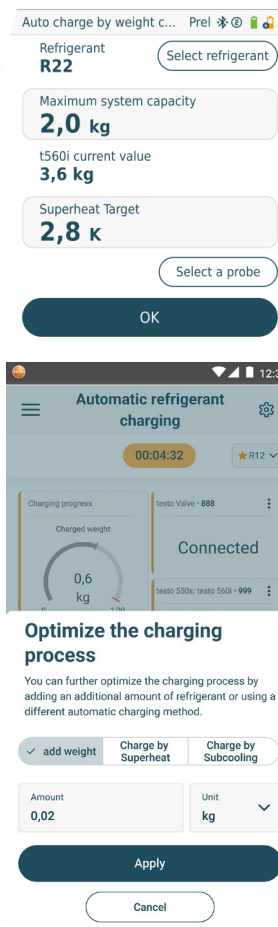 Auto charge by weight c... Prel
Refrigerant
R22
Select refrigerant
Maximum system capacity
2,0 kg
t560i current value
3,6 kg
Superheat Target
2,8 K
Select a probe
OK
testo
12:3
Automatic refrigerant
charging
00:04:32
R12
Charging progress
Charged weight
0,6
kg
testo Valve • 888
Connected
testo 550s: testo 560i • 999
Optimize the charging
process
You can further optimize the charging process by
adding an additional amount of refrigerant or using a
different automatic charging method.
add weight
Charge by
Superheat
Charge by
Subcooling
Amount
0,02
Unit
kg
Apply
Cancel